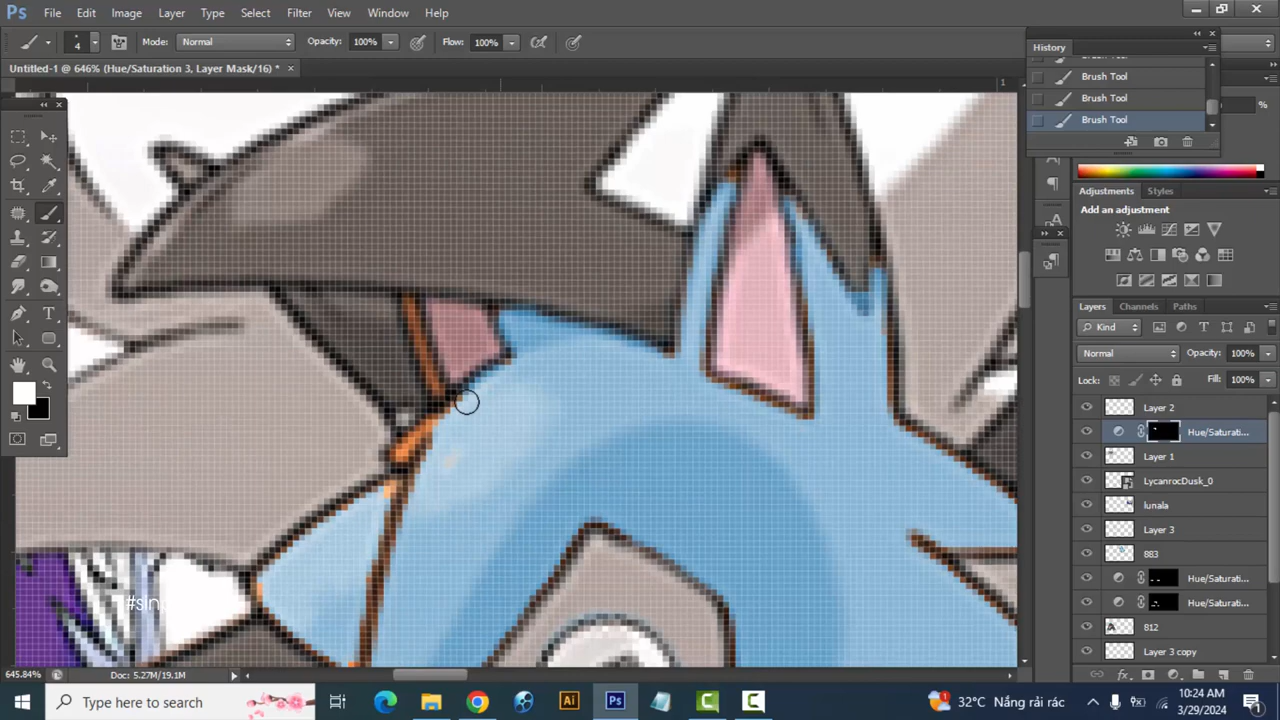 Ps File Edit Image Layer Type Select Filter View Window Help
4 Mode: Normal Opacity: 100% Flow: 100%
History
Untitled-1 @ 646% (Hue/Saturation 3, Layer Mask/16) * ×
Brush Tool
Brush Tool
Brush Tool
1
%
Adjustments Styles
Add an adjustment
Layers Channels Paths
Kind
Normal Opacity: 100%
Lock: Fill: 100%
Layer 2
Hue/Saturati...
Layer 1
LycanrocDusk_0
lunala
Layer 3
883
Hue/Saturati...
Hue/Saturati...
812
Layer 3 copy
645.84% Doc: 5.27M/19.1M
Type here to search
Ai Ps
1 32°C Nắng rải rác
10:24 AM
3/29/2024